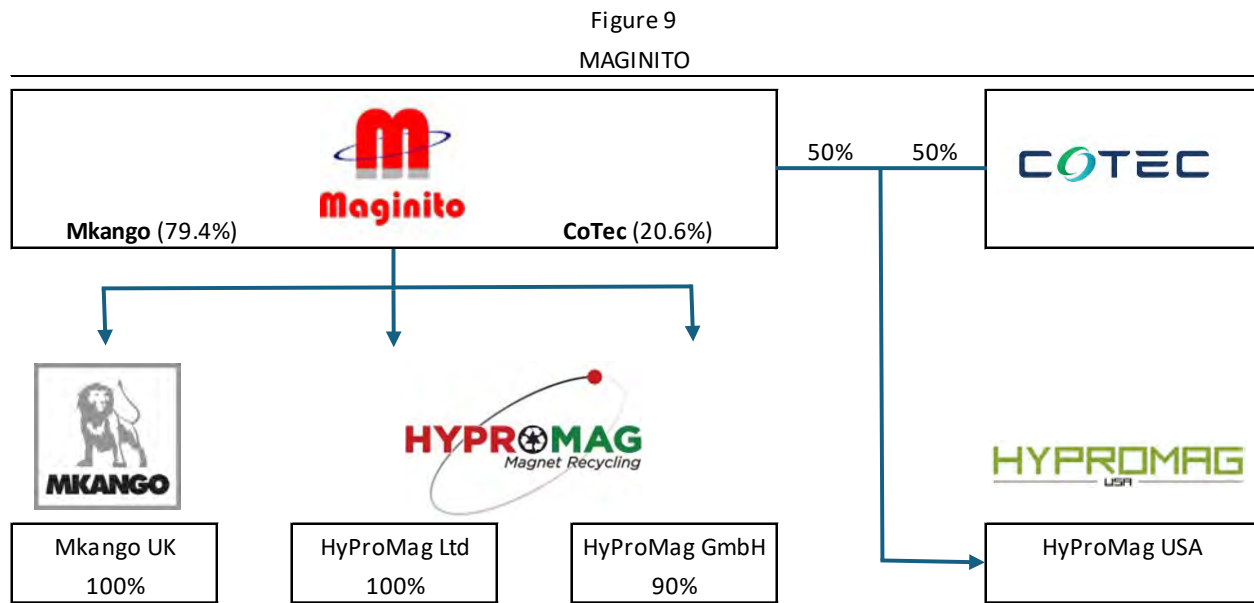 Figure 9
MAGINITO
Maginito
Mkango (79.4%)
CoTec (20.6%)
50%
50%
COTEC
MKANGO
HYPROMAG
Magnet Recycling
HYPROMAG
USA
Mkango UK
100%
HyProMag Ltd
100%
HyProMag GmbH
90%
HyProMag USA